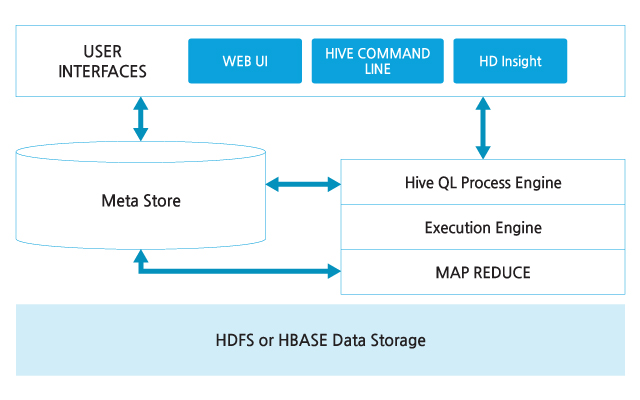 USER
INTERFACES
WEB UI
HIVE COMMAND
LINE
HD Insight
Meta Store
Hive QL Process Engine
Execution Engine
MAP REDUCE
HDFS or HBASE Data Storage